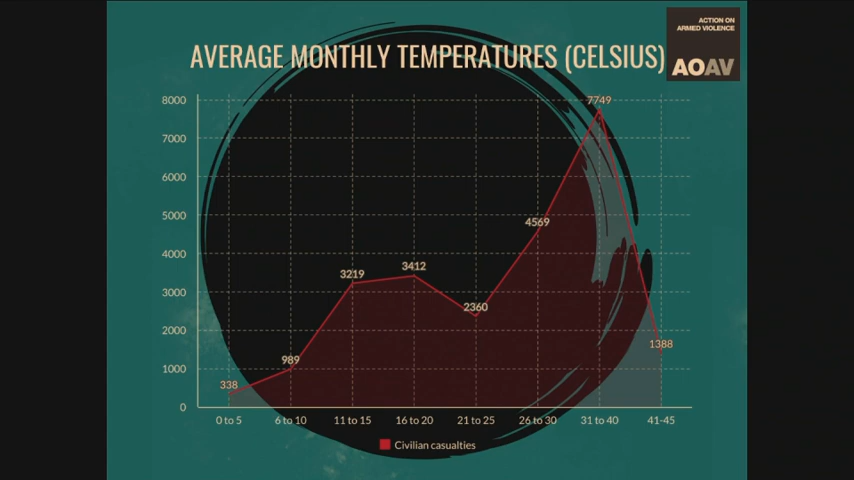 ACTION ON
ARMED VIOLENCE
AOAV
AVERAGE MONTHLY TEMPERATURES (CELSIUS)
8000
7000
6000
5000
4000
3000
2000
1000
0
338
989
3219
3412
2360
4569
7749
1388
0 to 5
6 to 10
11 to 15
16 to 20
21 to 25
26 to 30
31 to 40
41-45
Civilian casualties